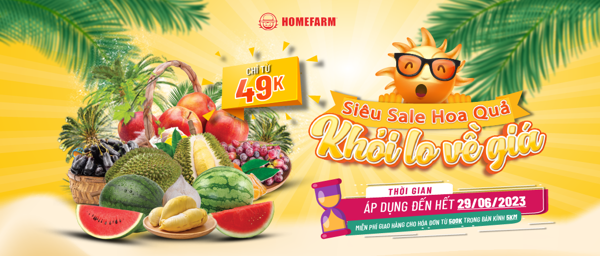 HOMEFARM
CHỈ TỪ
49K
Siêu Sale Hoa Quả
Khỏi lo về giá
THỜI GIAN
ÁP DỤNG ĐẾN HẾT 29/06/2023
MIỄN PHÍ GIAO HÀNG CHO HÓA ĐƠN TỪ 500K TRONG BÁN KÍNH 5KM